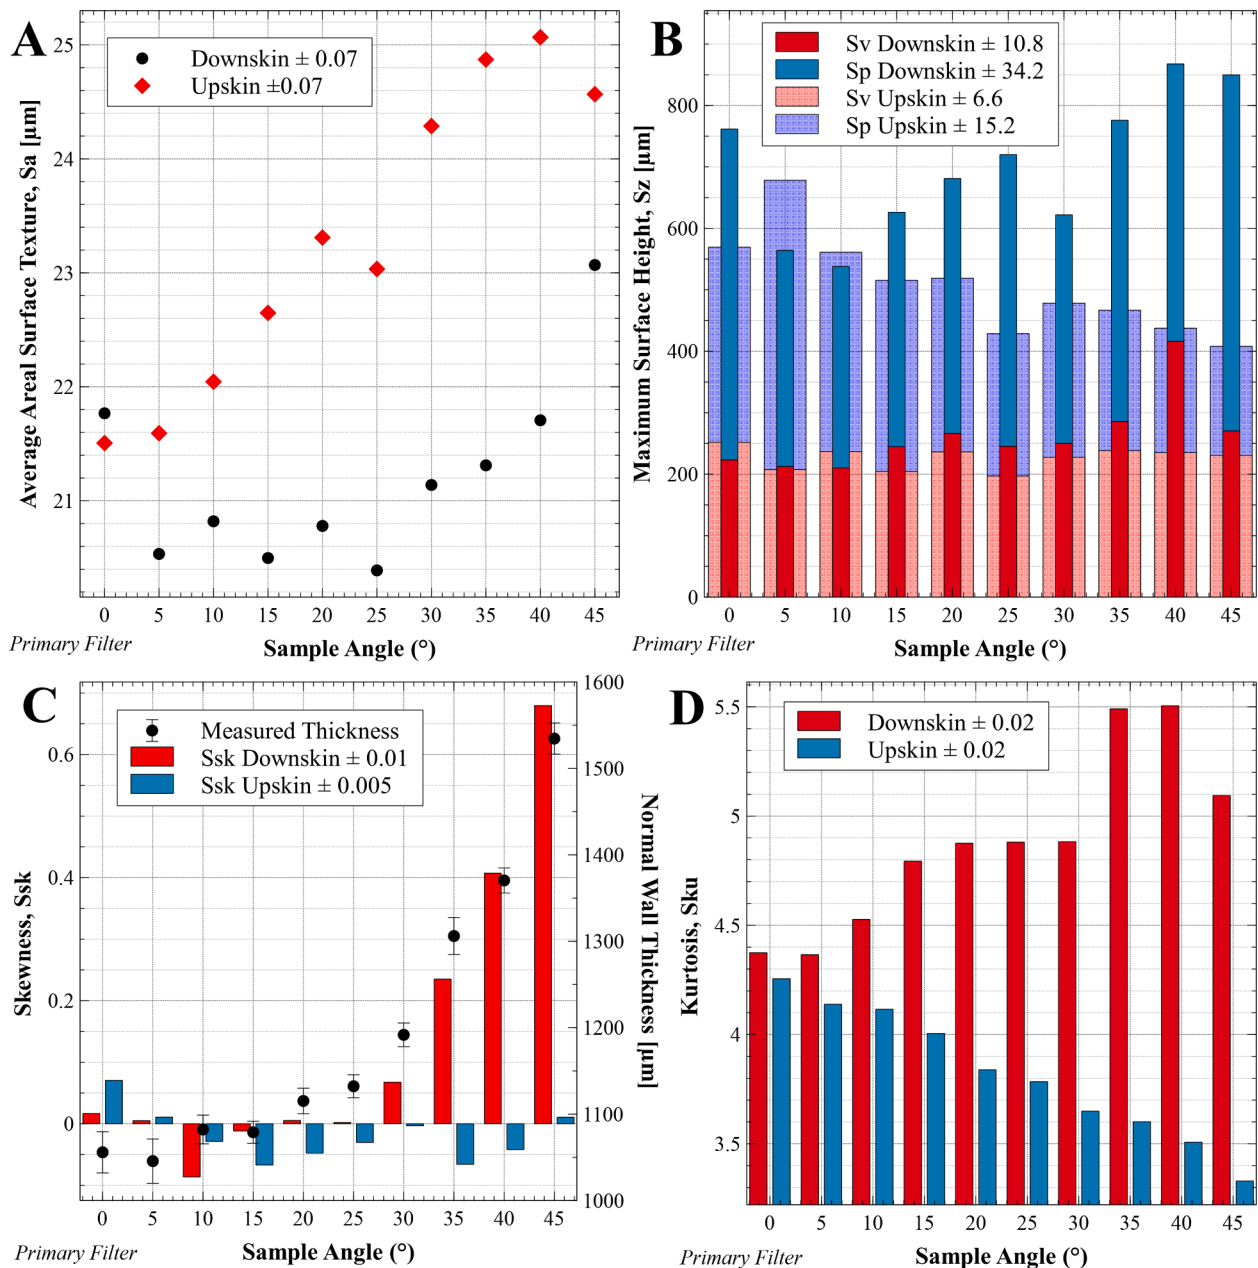 A
Downskin ± 0.07
Upskin ±0.07
Average Areal Surface Texture, Sa [µm]
25
24
23
22
21
0 5 10 15 20 25 30 35 40 45
Primary Filter
Sample Angle (°)
B
Sv Downskin ± 10.8
Sp Downskin ± 34.2
Sv Upskin ± 6.6
Sp Upskin ± 15.2
Maximum Surface Height, Sz [µm]
800
600
400
200
0
0 5 10 15 20 25 30 35 40 45
Primary Filter
Sample Angle (°)
C
Measured Thickness
Ssk Downskin ± 0.01
Ssk Upskin ± 0.005
Skewness, Ssk
0.6
0.4
0.2
0
Normal Wall Thickness [µm]
1600
1500
1400
1300
1200
1100
1000
0 5 10 15 20 25 30 35 40 45
Primary Filter
Sample Angle (°)
D
Downskin ± 0.02
Upskin ± 0.02
Kurtosis, Sku
5.5
5
4.5
4
3.5
0 5 10 15 20 25 30 35 40 45
Primary Filter
Sample Angle (°)